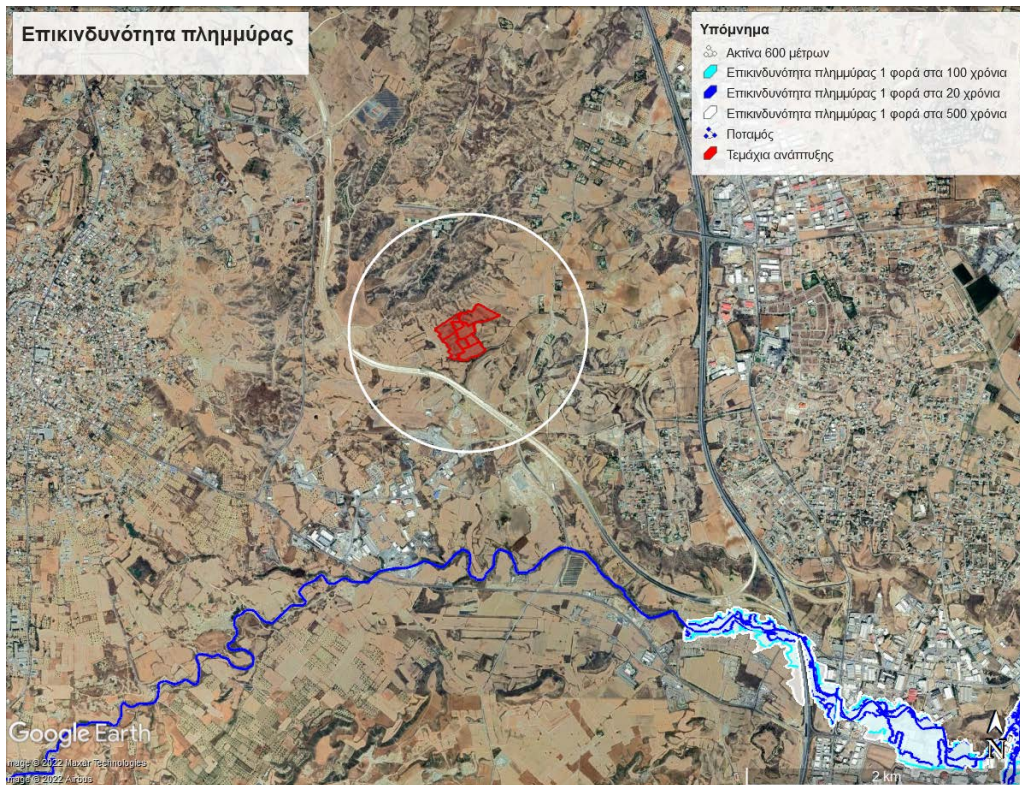 Επικινδυνότητα πλημμύρας
Υπόμνημα
Ακτίνα 600 μέτρων
Επικινδυνότητα πλημμύρας 1 φορά στα 100 χρόνια
Επικινδυνότητα πλημμύρας 1 φορά στα 20 χρόνια
Επικινδυνότητα πλημμύρας 1 φορά στα 500 χρόνια
Ποταμός
Τεμάχια ανάπτυξης
Google Earth
Image © 2022 Maxar Technologies
Image © 2022 Airbus
N
2 km